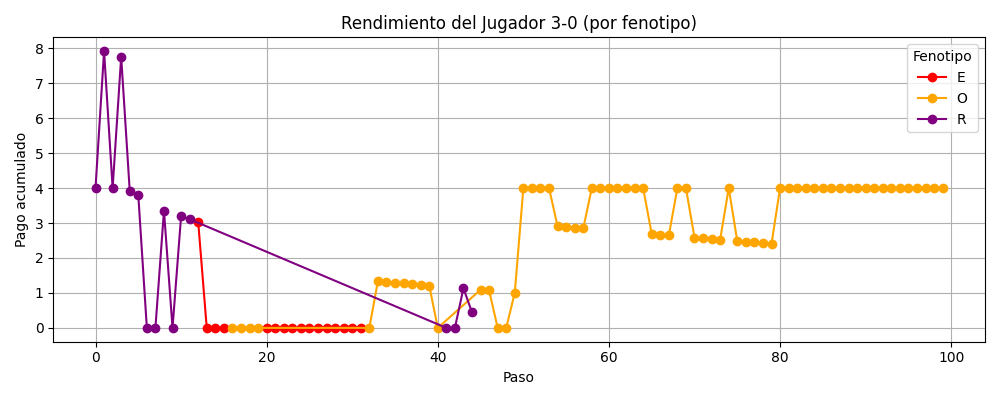 Rendimiento del Jugador 3-0 (por fenotipo)
Pago acumulado
8
7
6
5
4
3
2
1
0
Fenotipo
E
O
R
0 20 40 60 80 100
Paso